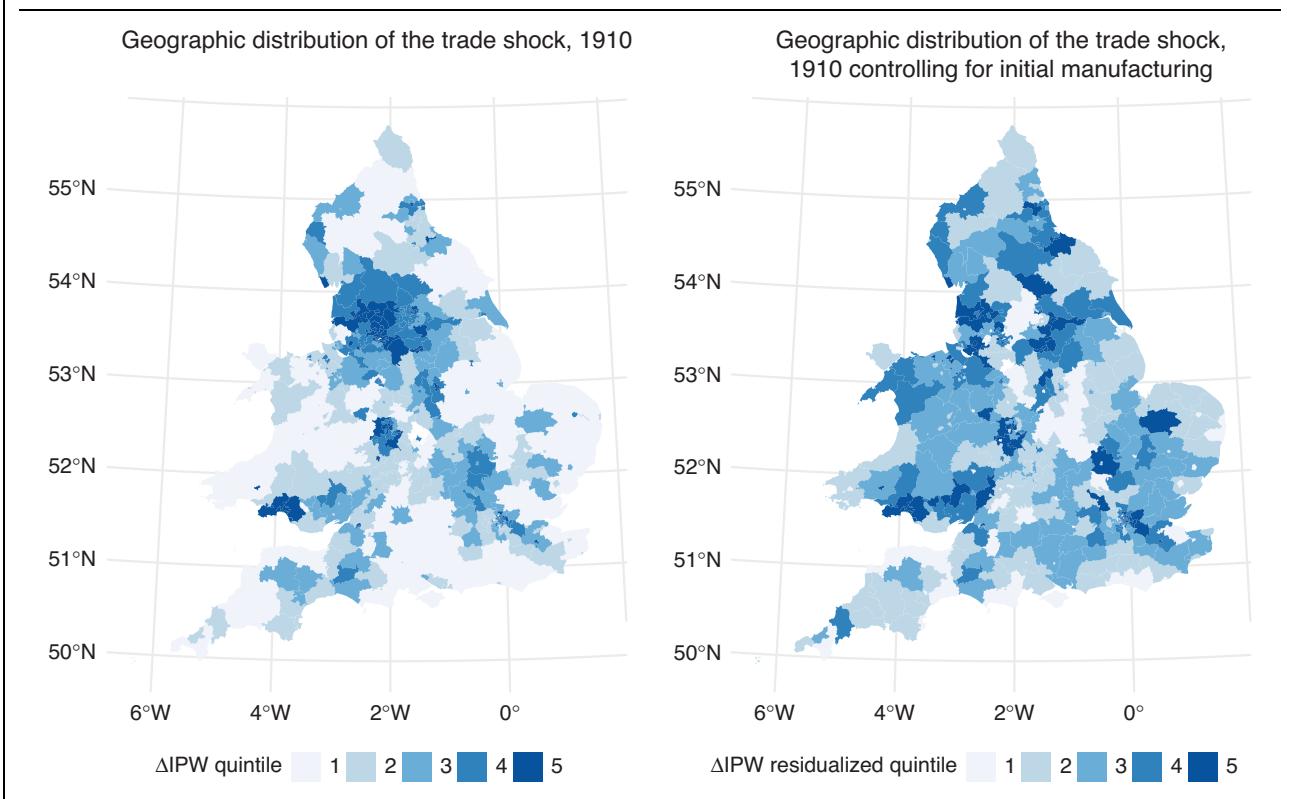 Geographic distribution of the trade shock, 1910
Geographic distribution of the trade shock,
1910 controlling for initial manufacturing
55°N
54°N
53°N
52°N
51°N
50°N
6°W 4°W 2°W 0°
ΔIPW quintile 1 2 3 4 5
55°N
54°N
53°N
52°N
51°N
50°N
6°W 4°W 2°W 0°
ΔIPW residualized quintile 1 2 3 4 5